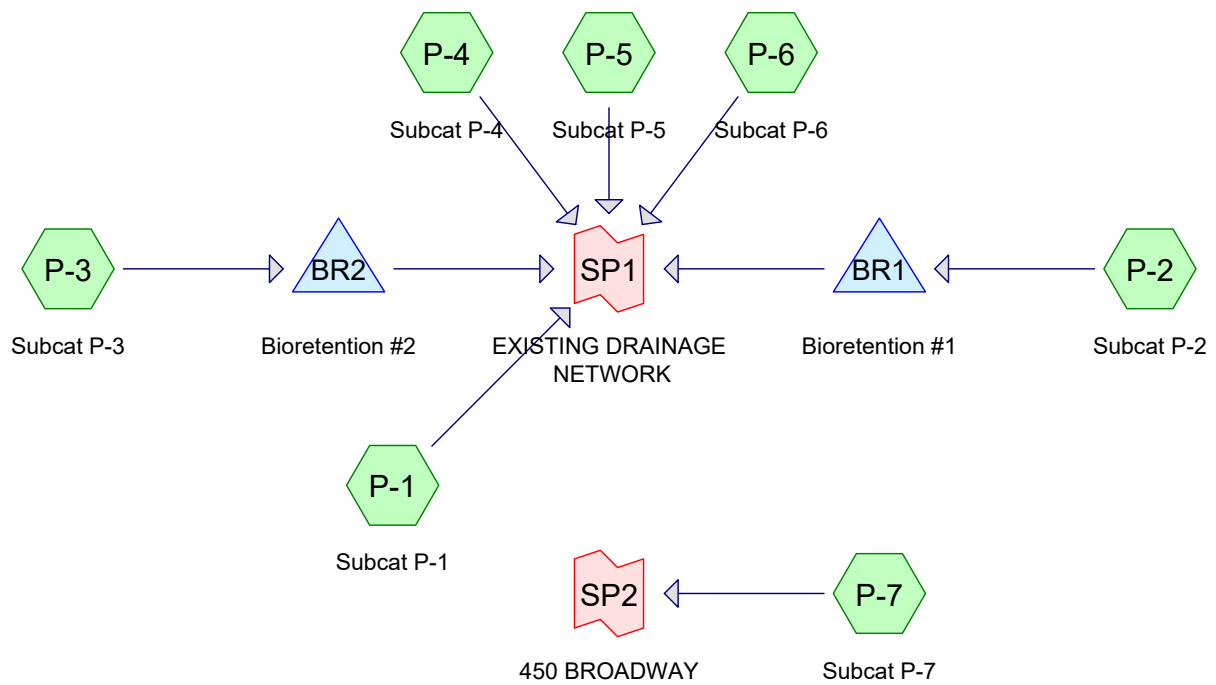 P-4
P-5
P-6
Subcat P-4
Subcat P-5
Subcat P-6
P-3
BR2
SP1
BR1
P-2
Subcat P-3
Bioretention #2
EXISTING DRAINAGE
NETWORK
Bioretention #1
Subcat P-2
P-1
Subcat P-1
SP2
P-7
450 BROADWAY
Subcat P-7